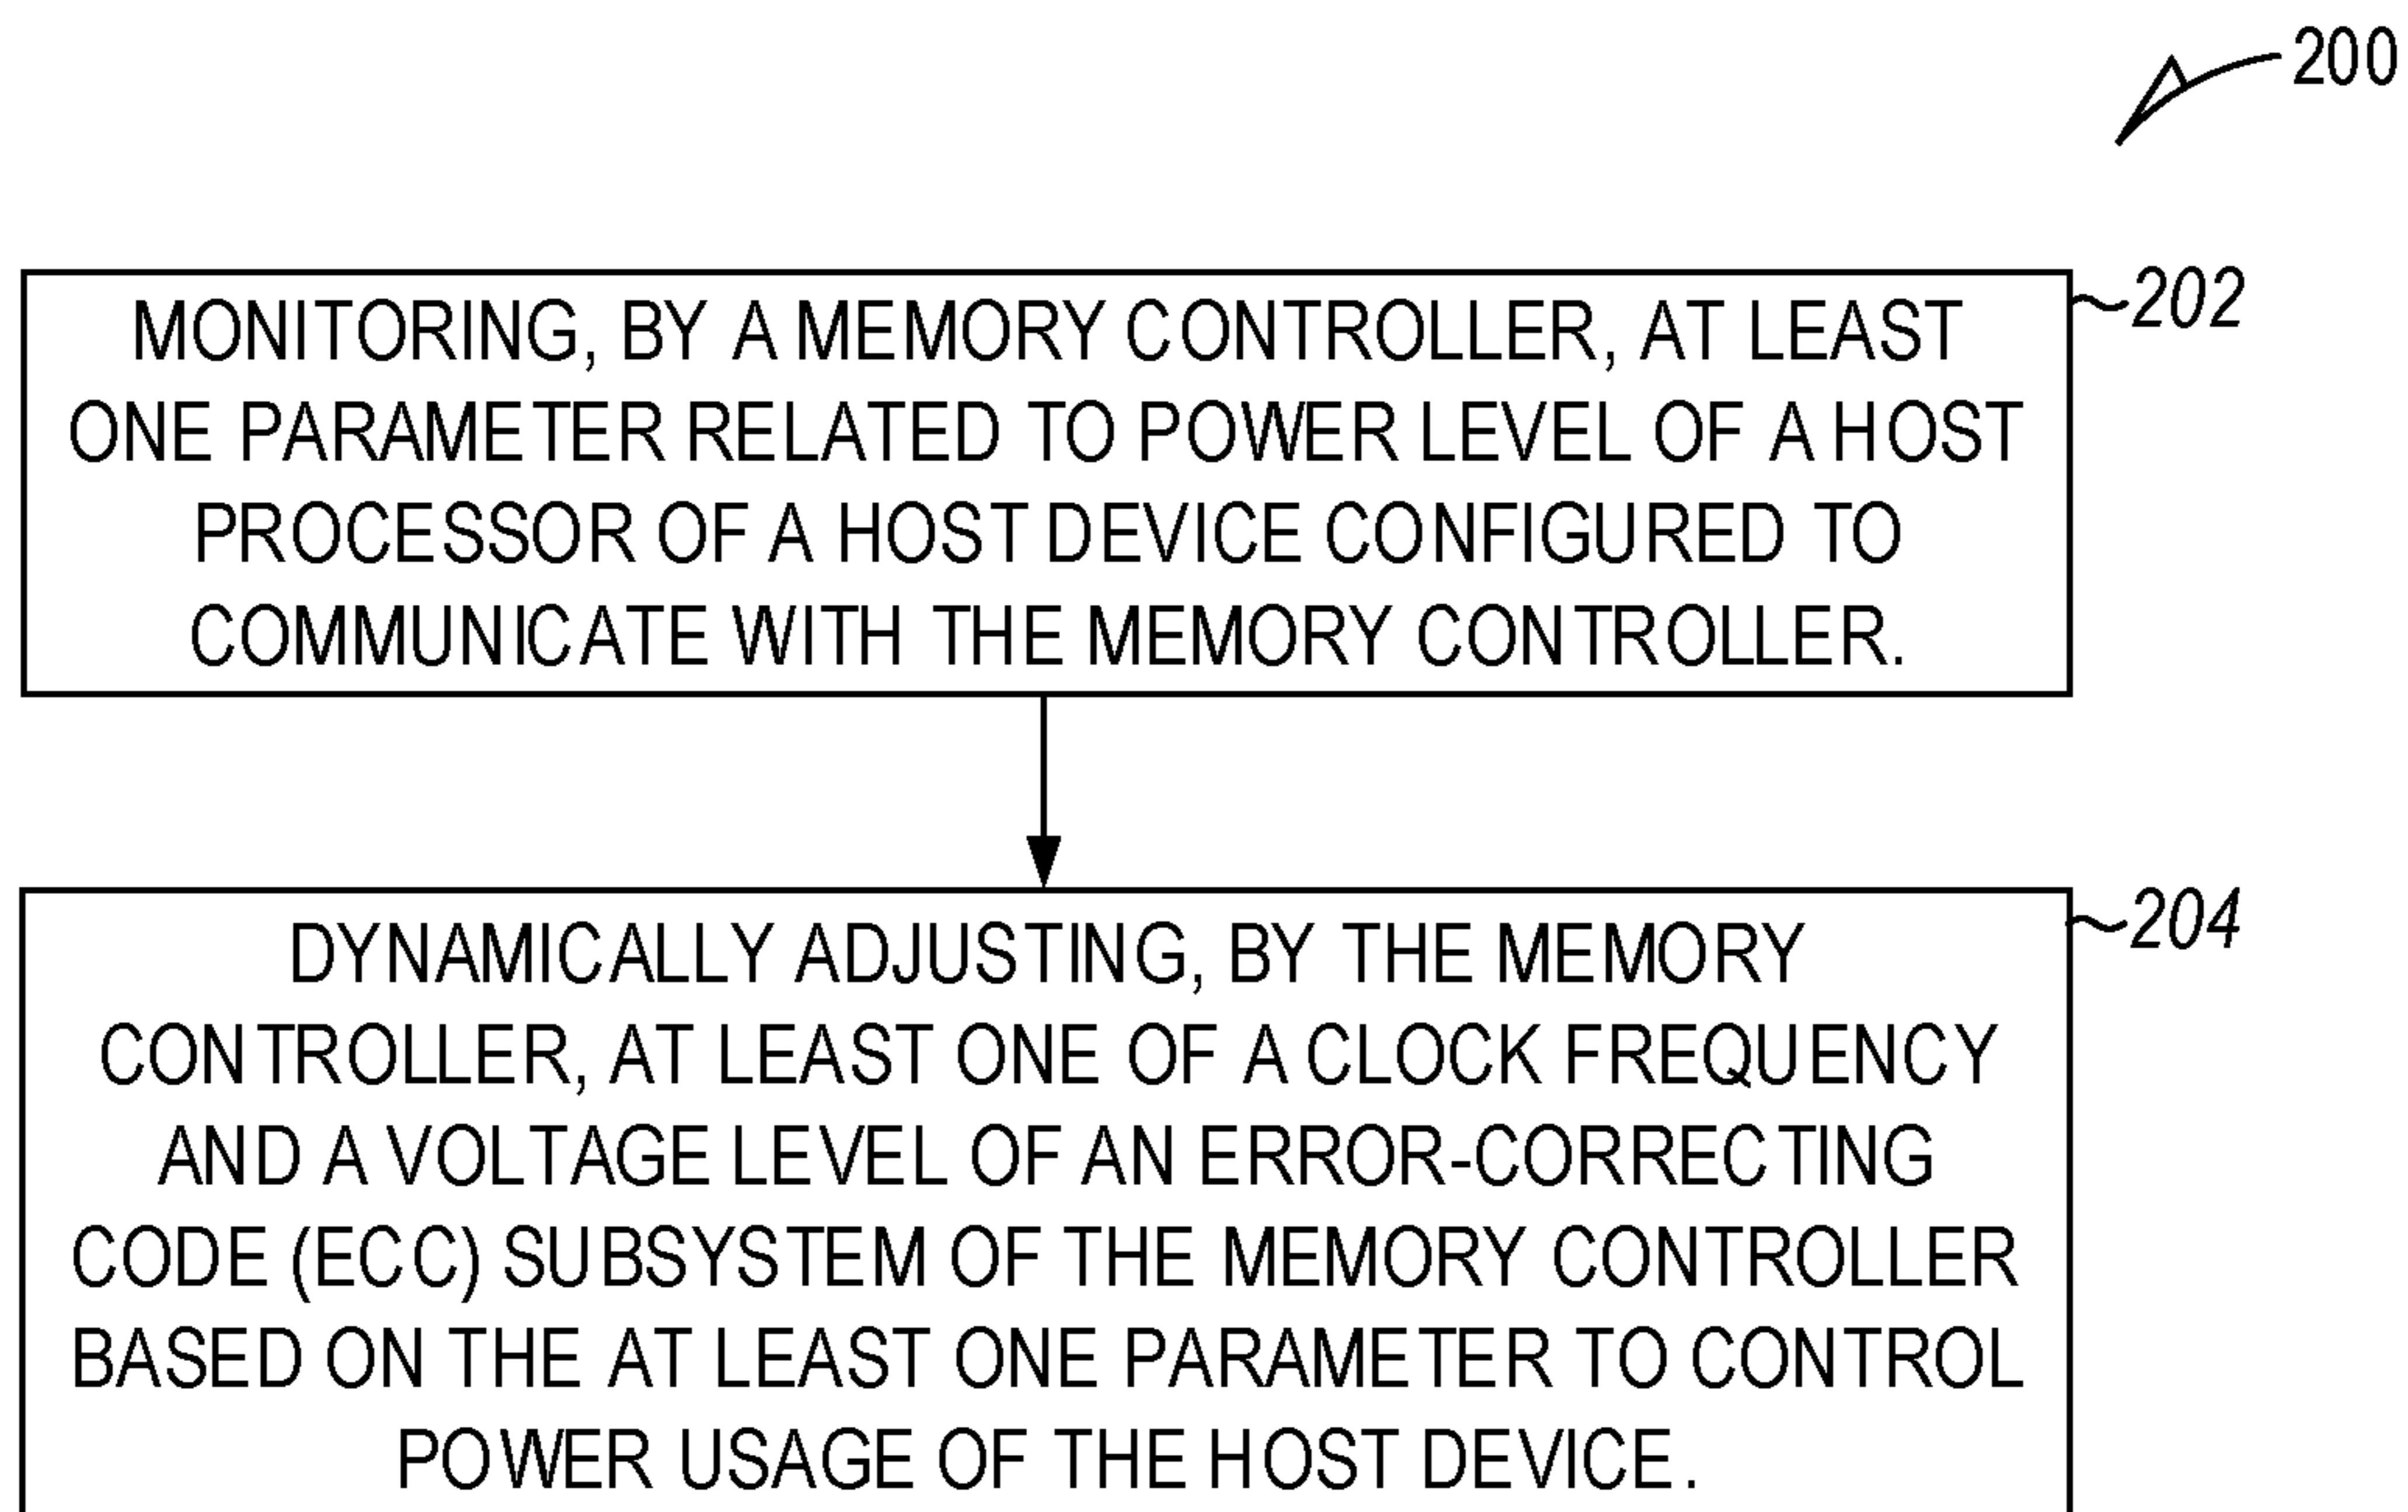 200
202
MONITORING, BY A MEMORY CONTROLLER, AT LEAST
ONE PARAMETER RELATED TO POWER LEVEL OF A HOST
PROCESSOR OF A HOST DEVICE CONFIGURED TO
COMMUNICATE WITH THE MEMORY CONTROLLER.
204
DYNAMICALLY ADJUSTING, BY THE MEMORY
CONTROLLER, AT LEAST ONE OF A CLOCK FREQUENCY
AND A VOLTAGE LEVEL OF AN ERROR-CORRECTING
CODE (ECC) SUBSYSTEM OF THE MEMORY CONTROLLER
BASED ON THE AT LEAST ONE PARAMETER TO CONTROL
POWER USAGE OF THE HOST DEVICE.